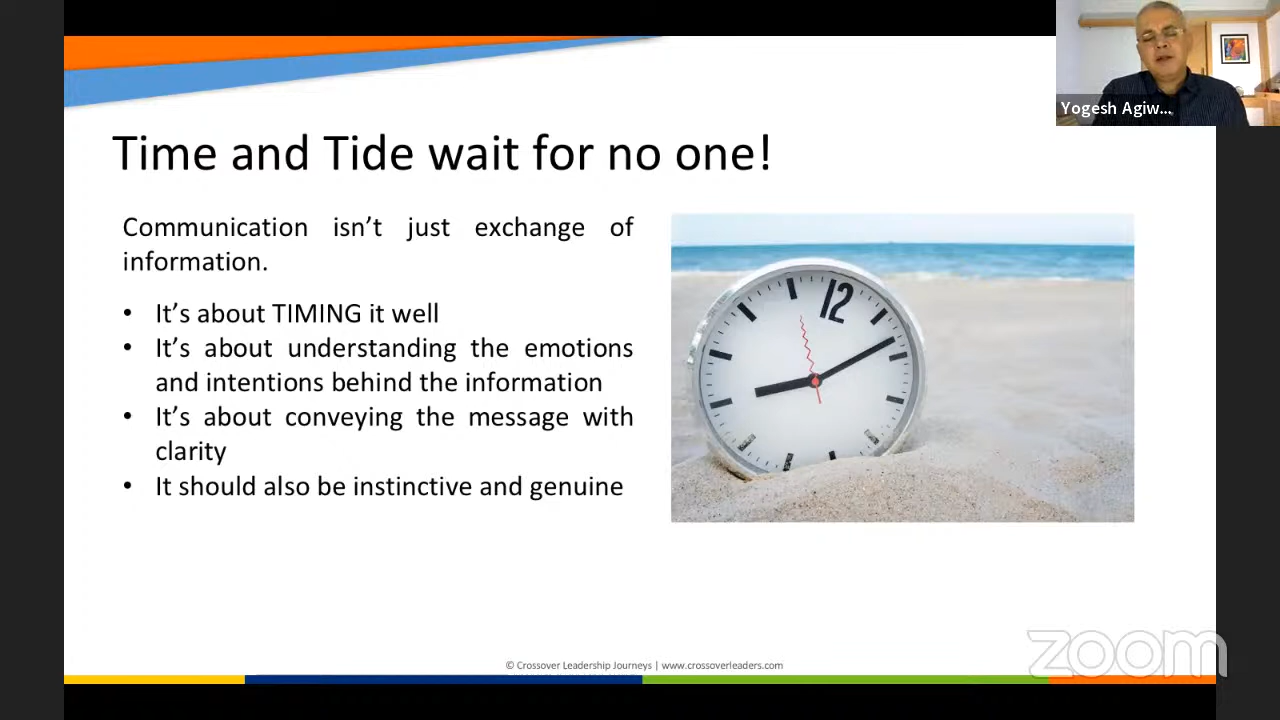 Yogesh Agiw...
Time and Tide wait for no one!
Communication isn’t just exchange of
information.
• It’s about TIMING it well
• It’s about understanding the emotions
and intentions behind the information
• It’s about conveying the message with
clarity
• It should also be instinctive and genuine
12
© Crossover Leadership Journeys | www.crossoverleaders.com
zoom